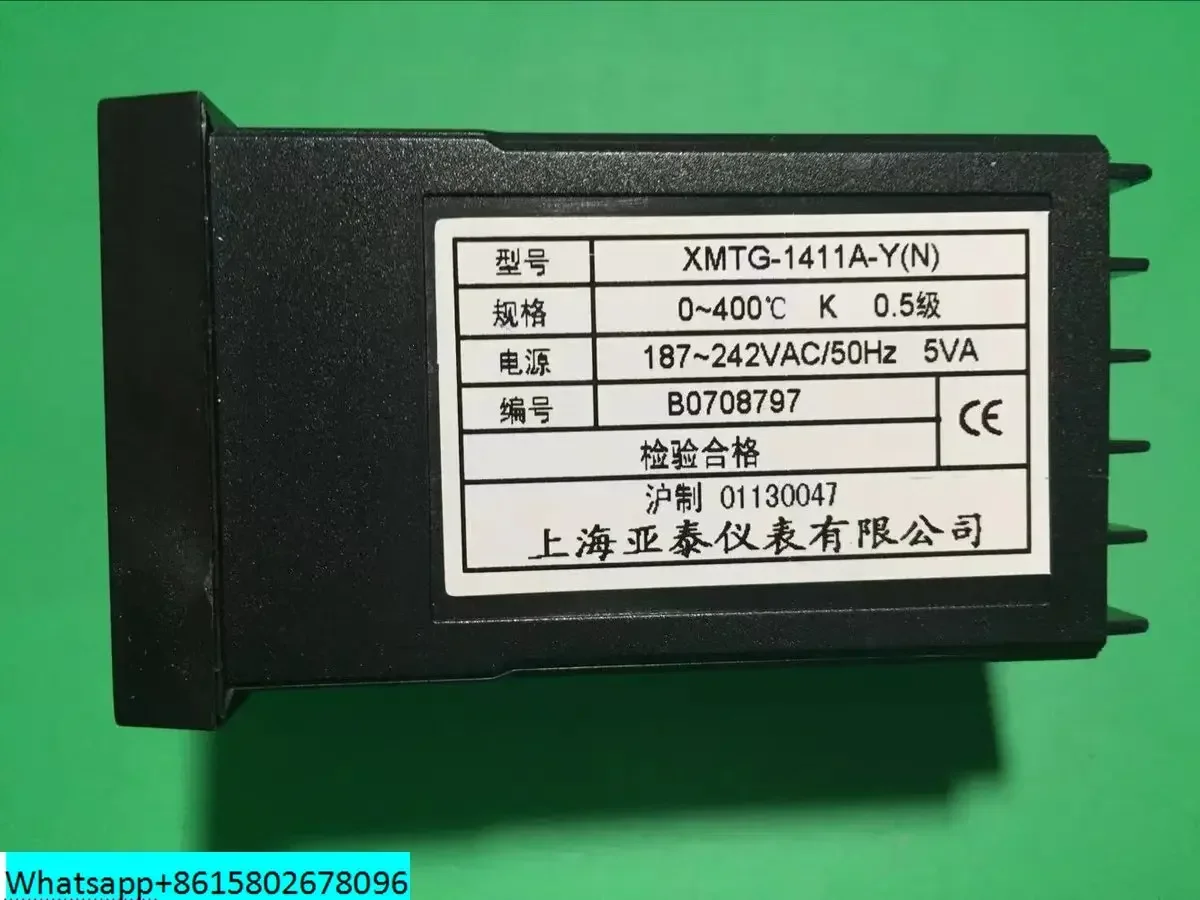 型号 XMTG-1411A-Y(N)
规格 0~400℃ K 0.5级
电源 187~242VAC/50Hz 5VA
编号 B0708797
CE
检验合格
沪制 01130047
上海亚泰仪表有限公司
Whatsapp+8615802678096